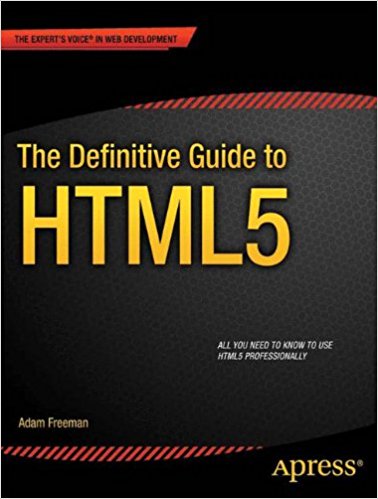 THE EXPERT'S VOICE® IN WEB DEVELOPMENT
The Definitive Guide to
HTML5
ALL YOU NEED TO KNOW TO USE
HTML5 PROFESSIONALLY
Adam Freeman
Apress®